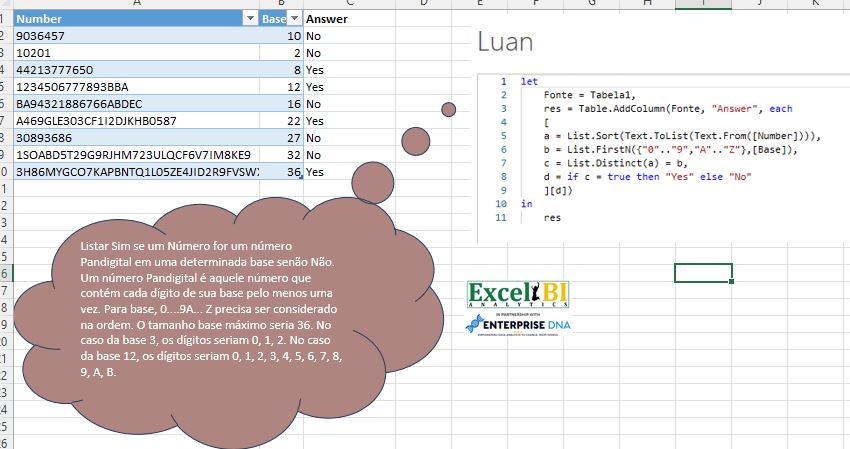 A B C D E F G H I J K
1 Number Base Answer
2 9036457 10 No
3 10201 2 No
4 44213777650 8 Yes
5 1234506777893BBA 12 Yes
6 BA94321886766ABDEC 16 No
7 A469GLE303CF1I2DJKHB0587 22 Yes
8 30893686 27 No
9 1SOABD5T29G9RJHM723ULQCF6V7IM8KE9 32 No
0 3H86MYGCO7KAPBNTQ1L05ZE4JID2R9FVSW 36 Yes
Luan
1 let
2 Fonte = Tabela1,
3 res = Table.AddColumn(Fonte, "Answer", each
4 [
5 a = List.Sort(Text.ToList(Text.From([Number]))),
6 b = List.FirstN({"0".."9","A".."Z"},[Base]),
7 c = List.Distinct(a) = b,
8 d = if c = true then "Yes" else "No"
9 ][d])
10 in
11 res
Listar Sim se um Número for um número
Pandigital em uma determinada base senão Não.
Um número Pandigital é aquele número que
contém cada dígito de sua base pelo menos uma
vez. Para base, 0....9A... Z precisa ser considerado
na ordem. O tamanho base máximo seria 36. No
caso da base 3, os dígitos seriam 0, 1, 2. No caso
da base 12, os dígitos seriam 0, 1, 2, 3, 4, 5, 6, 7, 8,
9, A, B.
Excel BI
ANALYTICS
IN PARTNERSHIP WITH
ENTERPRISE DNA